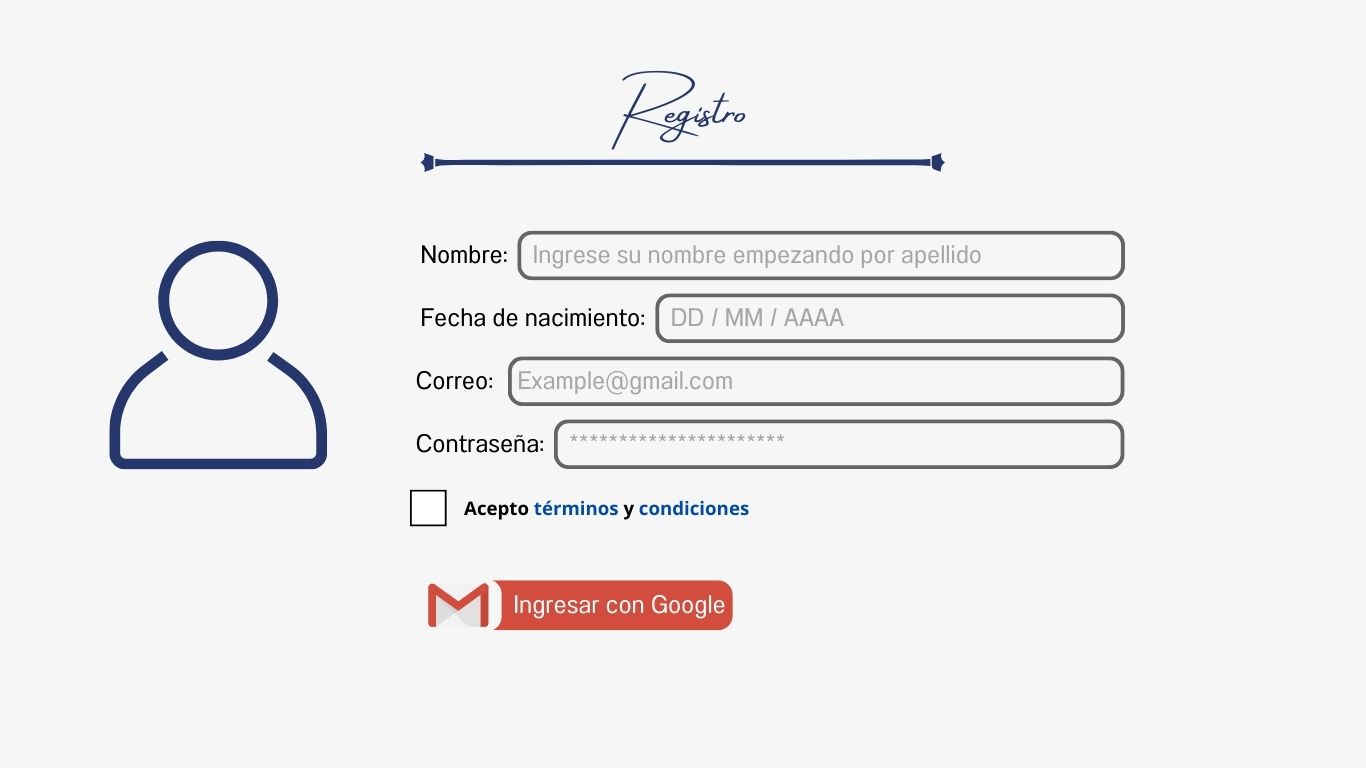 Registro
Nombre: Ingrese su nombre empezando por apellido
Fecha de nacimiento: DD / MM / AAAA
Correo: Example@gmail.com
Contraseña: **********************
Acepto términos y condiciones
Ingresar con Google